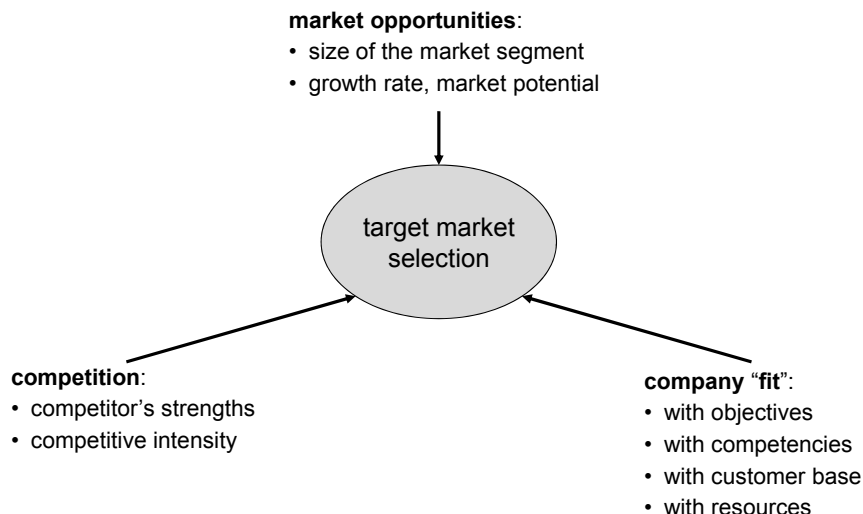 market opportunities:
• size of the market segment
• growth rate, market potential
target market
selection
competition:
• competitor’s strengths
• competitive intensity
company “fit”:
• with objectives
• with competencies
• with customer base
• with resources